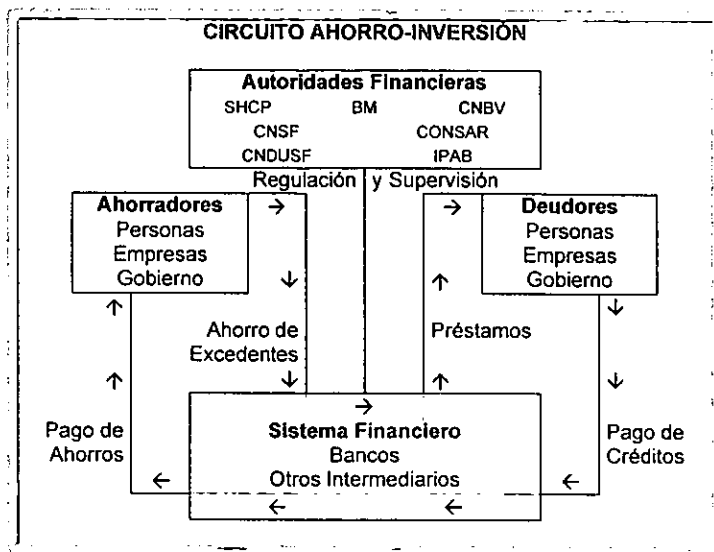 CIRCUITO AHORRO-INVERSIÓN
Autoridades Financieras
SHCP BM CNBV
CNSF CONSAR
CNDUSF IPAB
Regulación y Supervisión
Ahorradores
Personas
Empresas
Gobierno
Deudores
Personas
Empresas
Gobierno
Ahorro de
Excedentes
Préstamos
Pago de
Ahorros
Sistema Financiero
Bancos
Otros Intermediarios
Pago de
Créditos